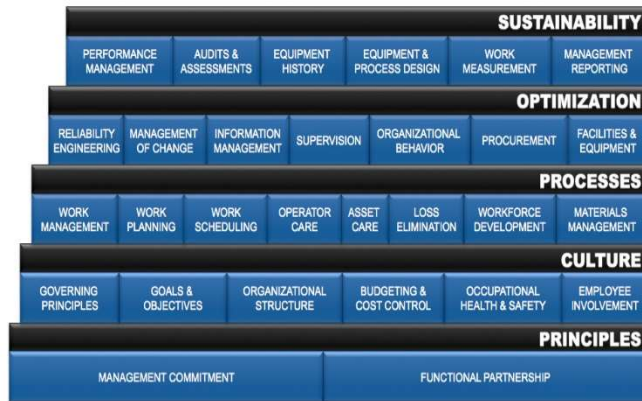 SUSTAINABILITY
PERFORMANCE
MANAGEMENT
AUDITS &
ASSESSMENTS
EQUIPMENT
HISTORY
EQUIPMENT &
PROCESS DESIGN
WORK
MEASUREMENT
MANAGEMENT
REPORTING
OPTIMIZATION
RELIABILITY
ENGINEERING
MANAGEMENT
OF CHANGE
INFORMATION
MANAGEMENT
SUPERVISION
ORGANIZATIONAL
BEHAVIOR
PROCUREMENT
FACILITIES &
EQUIPMENT
PROCESSES
WORK
MANAGEMENT
WORK
PLANNING
WORK
SCHEDULING
OPERATOR
CARE
ASSET
CARE
LOSS
ELIMINATION
WORKFORCE
DEVELOPMENT
MATERIALS
MANAGEMENT
CULTURE
GOVERNING
PRINCIPLES
GOALS &
OBJECTIVES
ORGANIZATIONAL
STRUCTURE
BUDGETING &
COST CONTROL
OCCUPATIONAL
HEALTH & SAFETY
EMPLOYEE
INVOLVEMENT
PRINCIPLES
MANAGEMENT COMMITMENT
FUNCTIONAL PARTNERSHIP